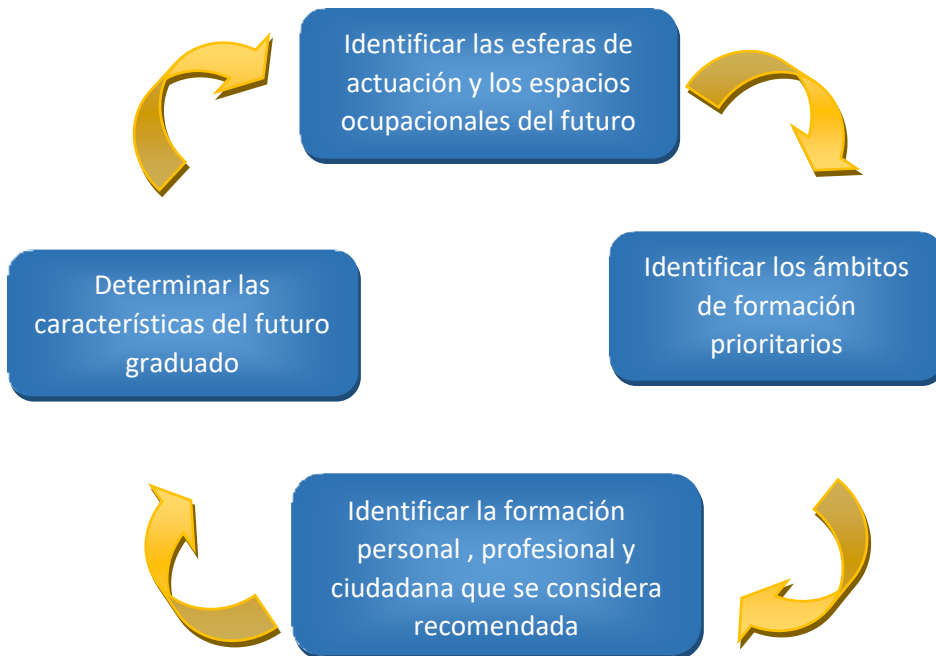 Identificar las esferas de
actuación y los espacios
ocupacionales del futuro
Identificar los ámbitos
de formación
prioritarios
Identificar la formación
personal , profesional y
ciudadana que se considera
recomendada
Determinar las
características del futuro
graduado